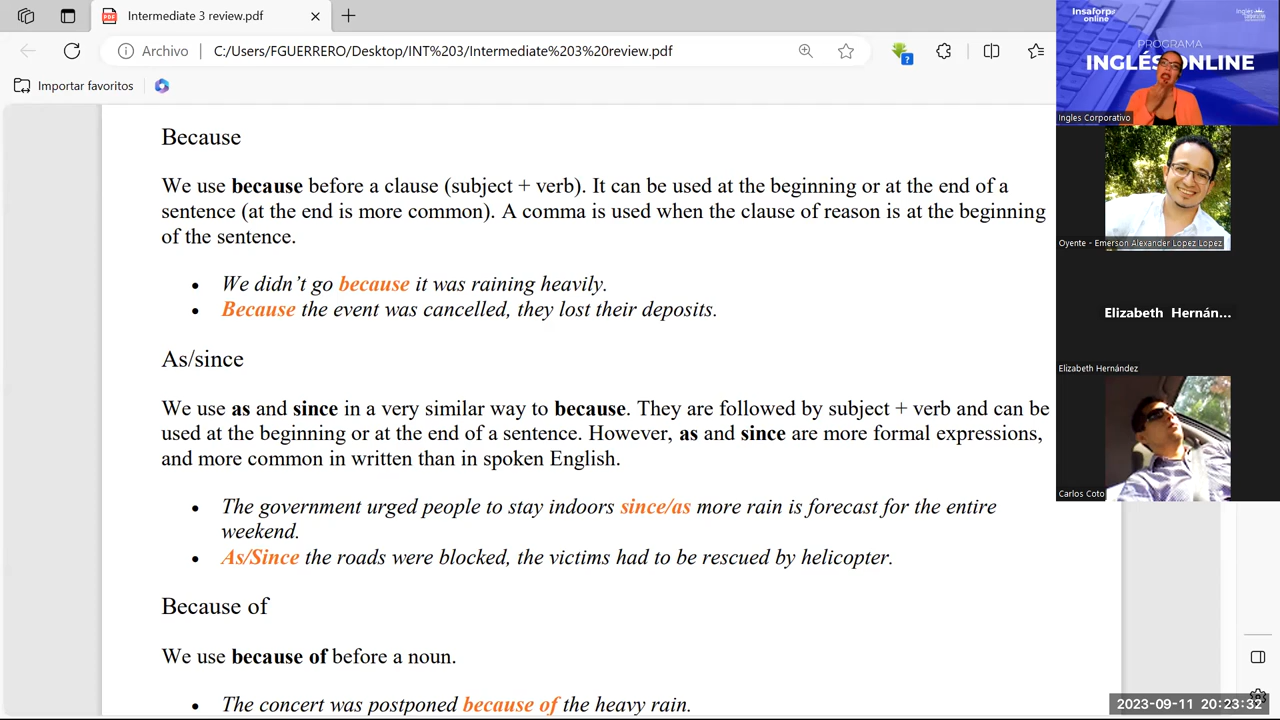 Intermediate 3 review.pdf
Archivo
C:/Users/FGUERRERO/Desktop/INT%203/Intermediate%203%20review.pdf
Importar favoritos
Because
We use because before a clause (subject + verb). It can be used at the beginning or at the end of a
sentence (at the end is more common). A comma is used when the clause of reason is at the beginning
of the sentence.
• We didn’t go because it was raining heavily.
• Because the event was cancelled, they lost their deposits.
As/since
We use as and since in a very similar way to because. They are followed by subject + verb and can be
used at the beginning or at the end of a sentence. However, as and since are more formal expressions,
and more common in written than in spoken English.
• The government urged people to stay indoors since/as more rain is forecast for the entire
weekend.
• As/Since the roads were blocked, the victims had to be rescued by helicopter.
Because of
We use because of before a noun.
• The concert was postponed because of the heavy rain.
Insaforp
online
PROGRAMA
INGLÉS ONLINE
Ingles Corporativo
Oyente - Emerson Alexander Lopez Lopez
Elizabeth Hernán...
Elizabeth Hernández
Carlos Coto
2023-09-11 20:23:32